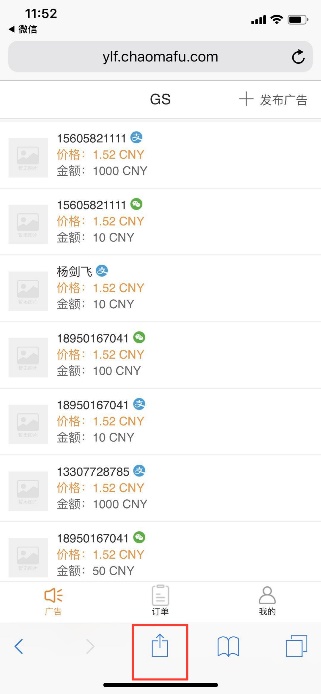 11:52
微信
ylf.chaomafu.com
GS
发布广告
15605821111 支
价格：1.52 CNY
金额：1000 CNY
15605821111
价格：1.52 CNY
金额：10 CNY
杨剑飞 支
价格：1.52 CNY
金额：10 CNY
18950167041
价格：1.52 CNY
金额：100 CNY
18950167041 支
价格：1.52 CNY
金额：10 CNY
13307728785 支
价格：1.52 CNY
金额：1000 CNY
18950167041
价格：1.52 CNY
金额：50 CNY
广告
订单
我的